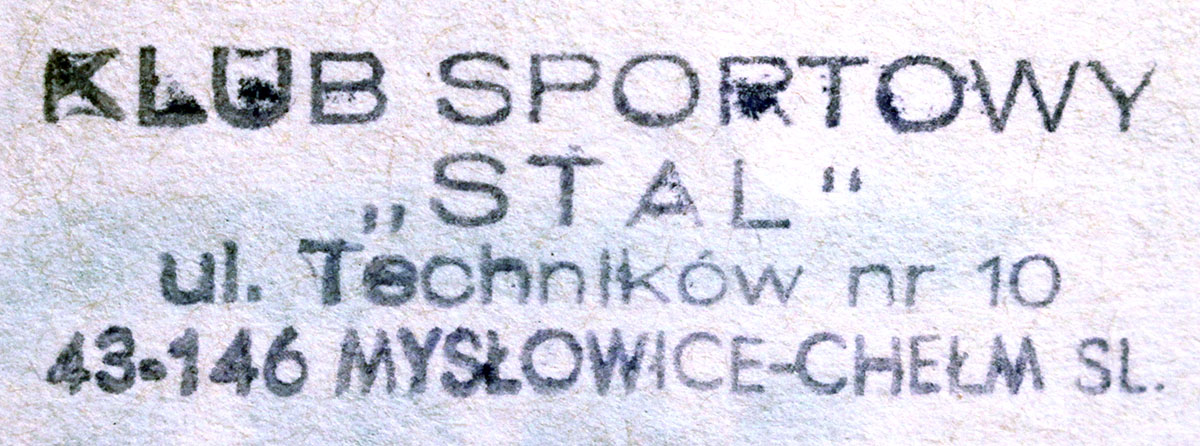 KLUB SPORTOWY
„STAL"
ul. Techników nr 10
43-146 MYSŁOWICE-CHEŁM SL.